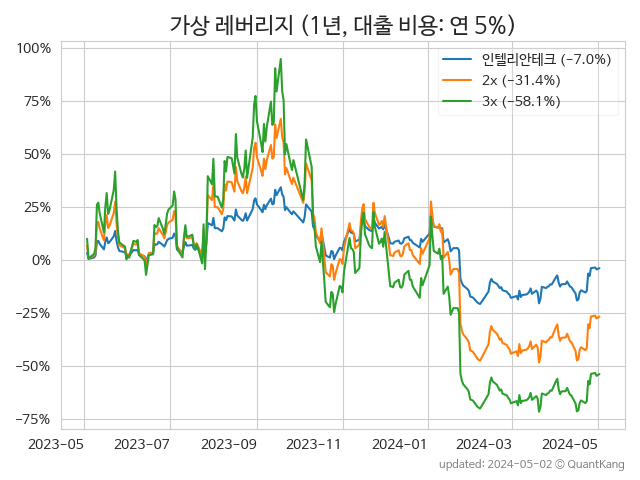 가상 레버리지 (1년, 대출 비용: 연 5%)
100%
75%
50%
25%
0%
−25%
−50%
−75%
인텔리안테크 (−7.0%)
2x (−31.4%)
3x (−58.1%)
2023-05 2023-07 2023-09 2023-11 2024-01 2024-03 2024-05
updated: 2024-05-02 © QuantKang